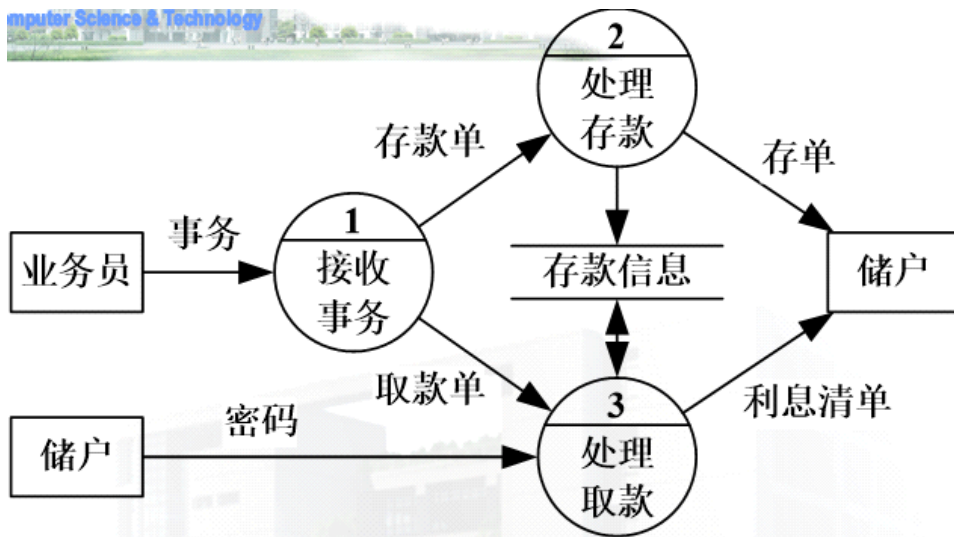 omputer Science & Technology
2
处理
存款
存款单
存单
事务
1
接收
事务
业务员
存款信息
储户
取款单
利息清单
密码
3
处理
取款
储户